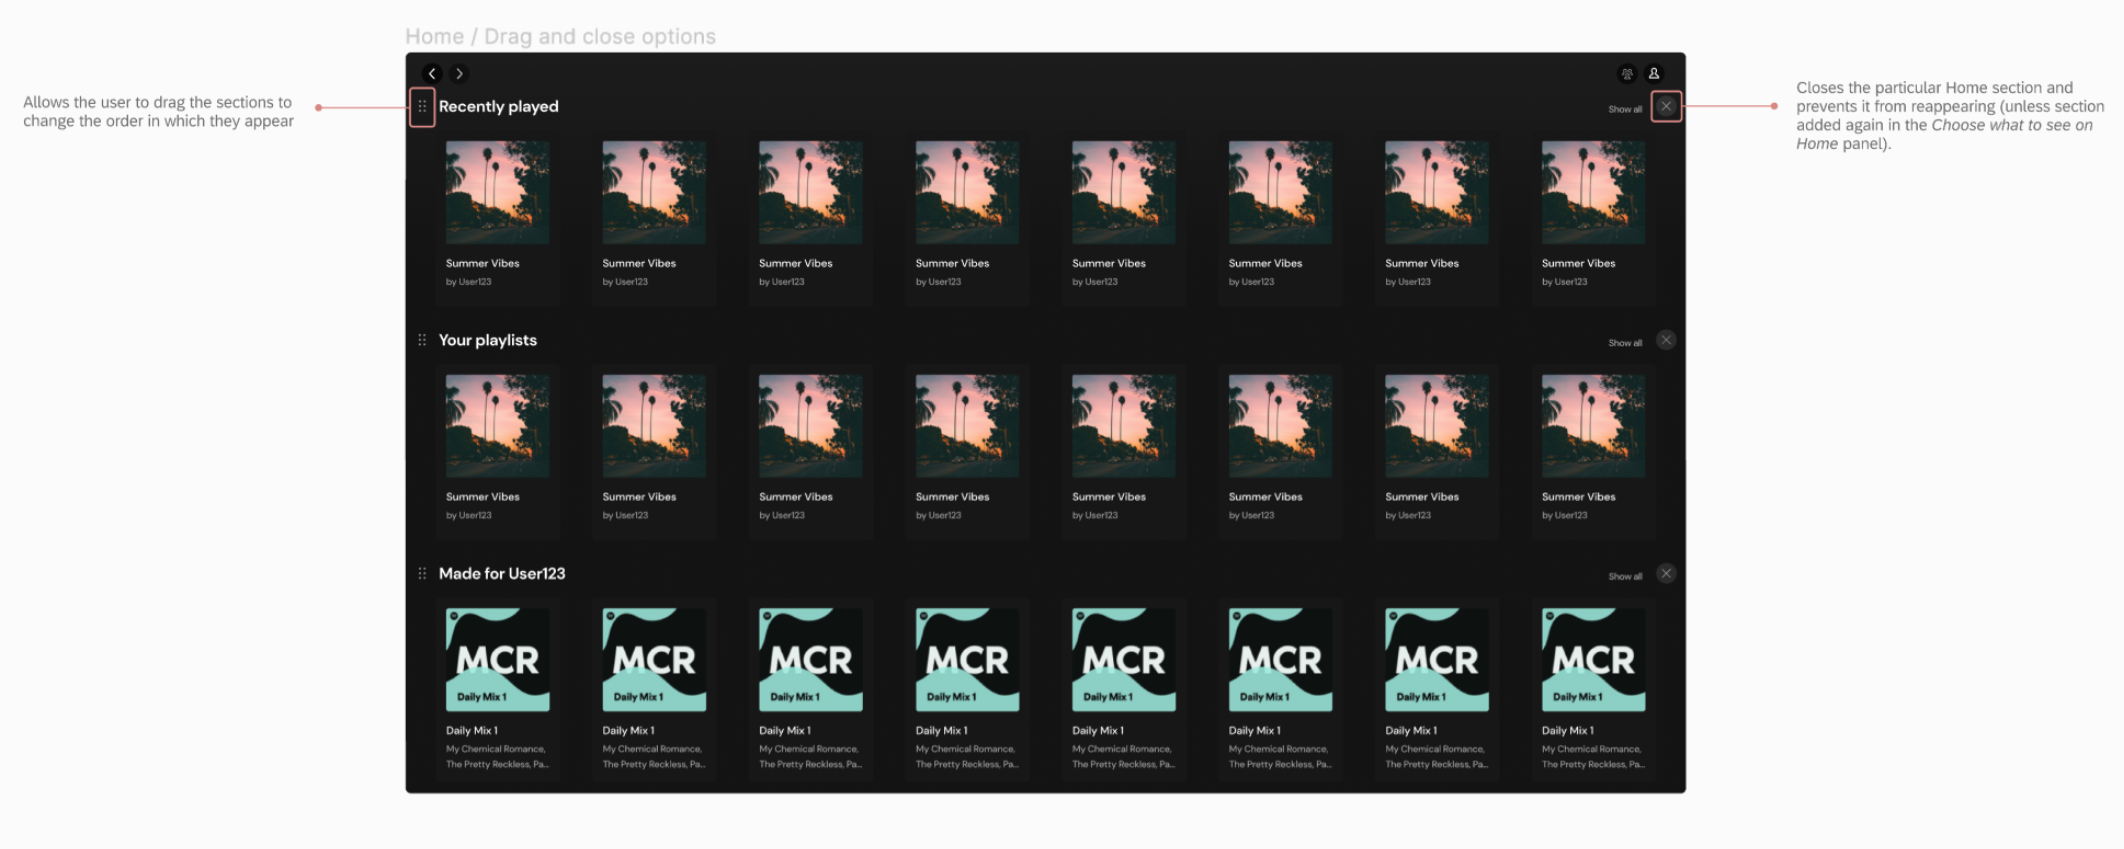 Home / Drag and close options
Allows the user to drag the sections to
change the order in which they appear
Recently played
Show all
Closes the particular Home section and
prevents it from reappearing (unless section
added again in the Choose what to see on
Home panel).
Summer Vibes Summer Vibes Summer Vibes Summer Vibes Summer Vibes Summer Vibes Summer Vibes Summer Vibes
by User123 by User123 by User123 by User123 by User123 by User123 by User123 by User123
Your playlists
Show all
Summer Vibes Summer Vibes Summer Vibes Summer Vibes Summer Vibes Summer Vibes Summer Vibes Summer Vibes
by User123 by User123 by User123 by User123 by User123 by User123 by User123 by User123
Made for User123
Show all
MCR MCR MCR MCR MCR MCR MCR MCR
Daily Mix 1 Daily Mix 1 Daily Mix 1 Daily Mix 1 Daily Mix 1 Daily Mix 1 Daily Mix 1 Daily Mix 1
Daily Mix 1 Daily Mix 1 Daily Mix 1 Daily Mix 1 Daily Mix 1 Daily Mix 1 Daily Mix 1 Daily Mix 1
My Chemical Romance, My Chemical Romance, My Chemical Romance, My Chemical Romance, My Chemical Romance, My Chemical Romance, My Chemical Romance, My Chemical Romance,
The Pretty Reckless, Pa... The Pretty Reckless, Pa... The Pretty Reckless, Pa... The Pretty Reckless, Pa... The Pretty Reckless, Pa... The Pretty Reckless, Pa... The Pretty Reckless, Pa... The Pretty Reckless, Pa...